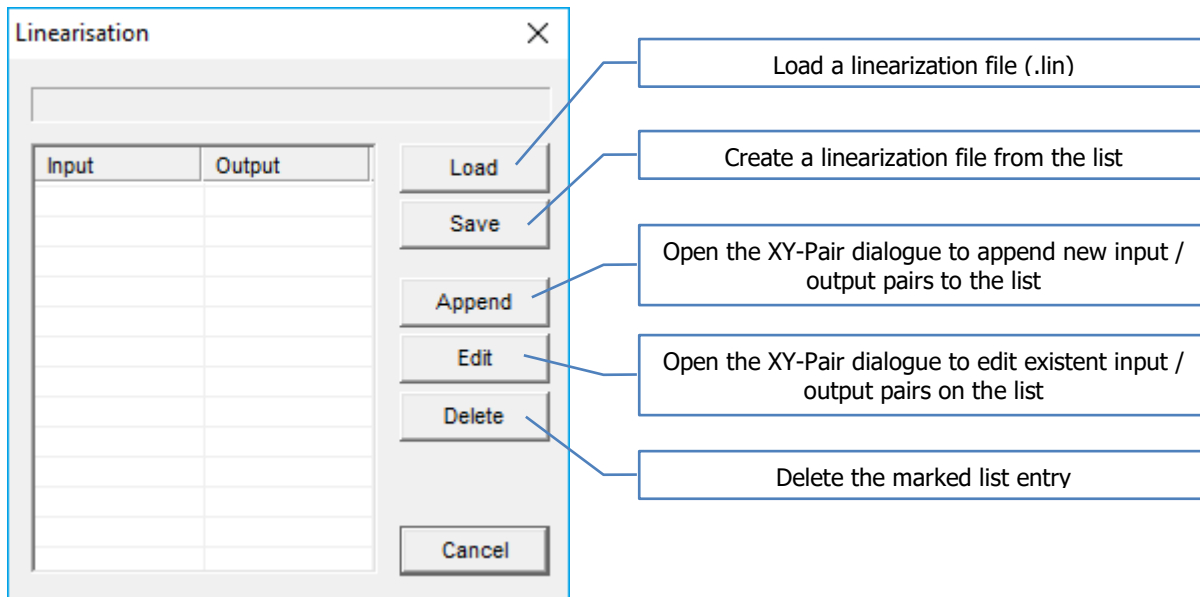 Linearisation
Load a linearization file (.lin)
Input Output
Load
Create a linearization file from the list
Save
Open the XY-Pair dialogue to append new input /
output pairs to the list
Append
Edit
Open the XY-Pair dialogue to edit existent input /
output pairs on the list
Delete
Delete the marked list entry
Cancel